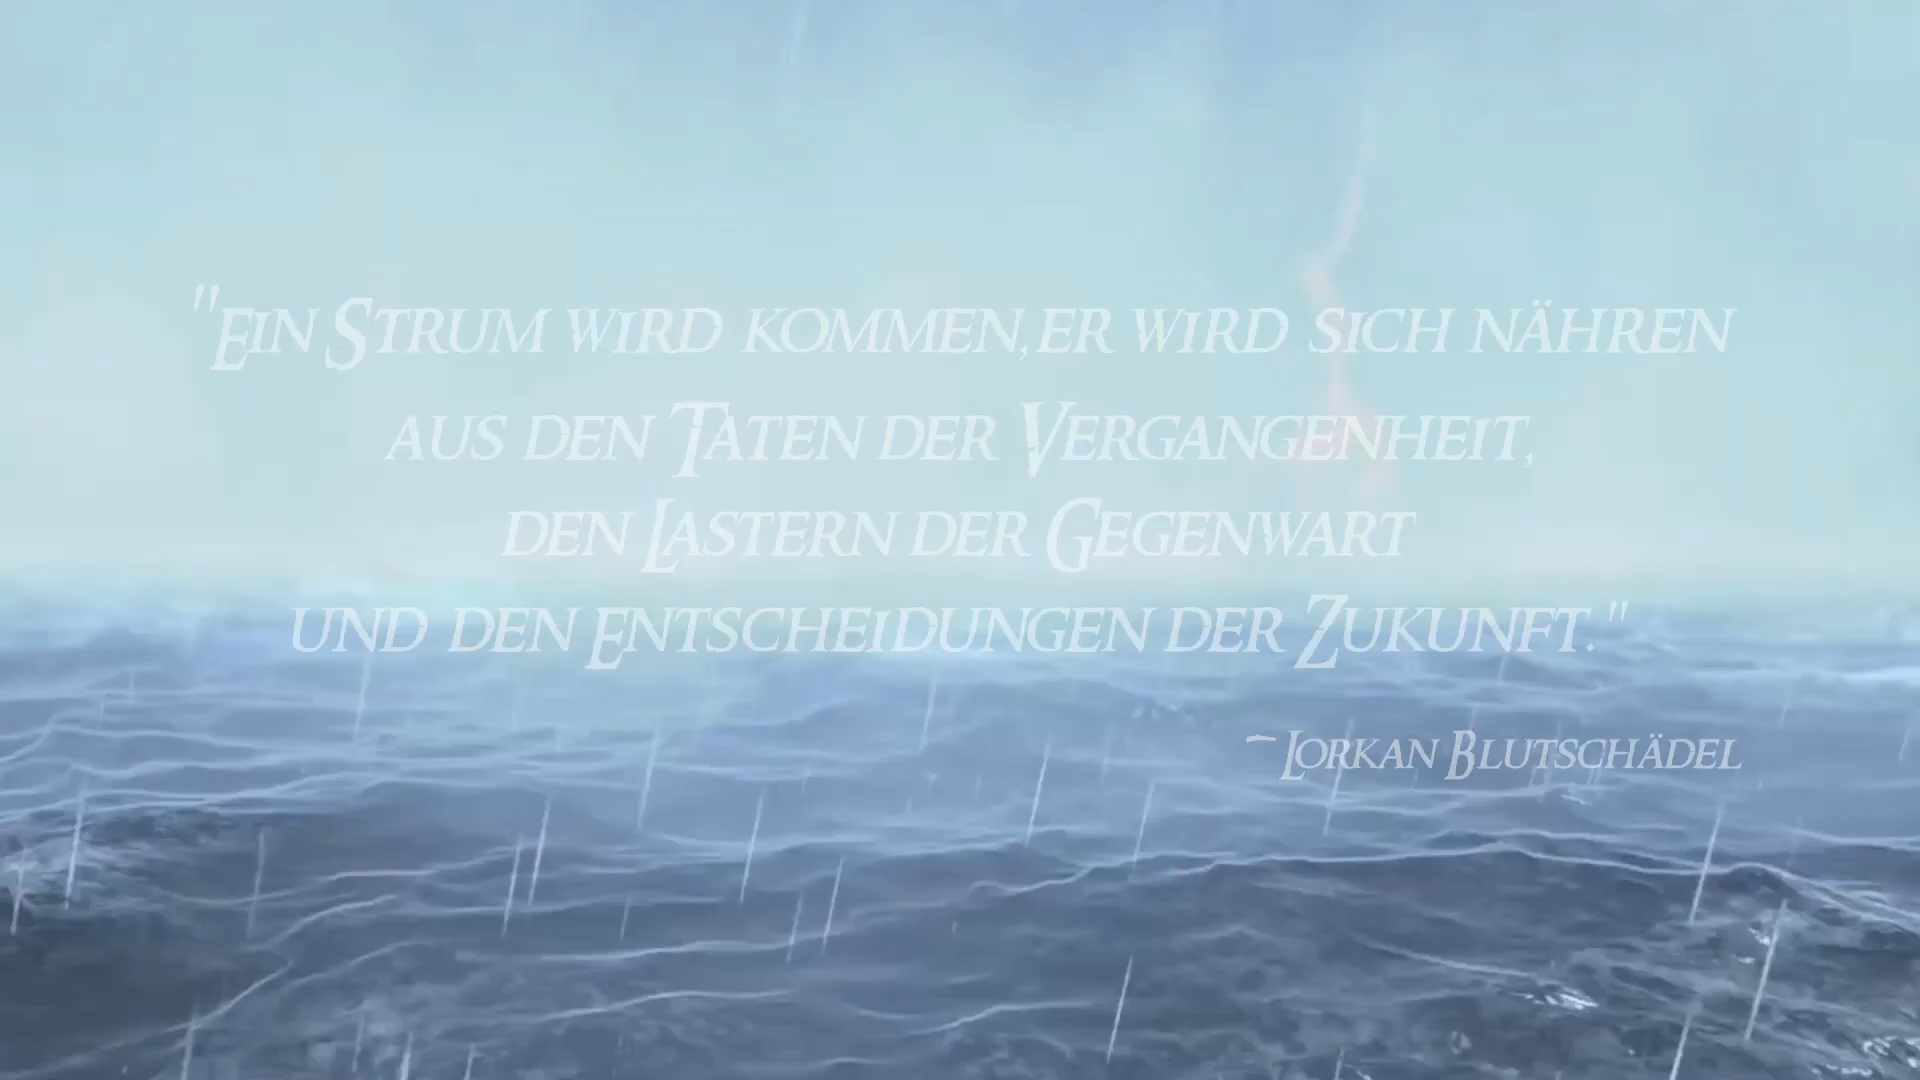 "Ein Strum wird kommen, er wird sich nähren
aus den Taten der Vergangenheit,
den Lastern der Gegenwart
und den Entscheidungen der Zukunft."
~Lorkan Blutschädel